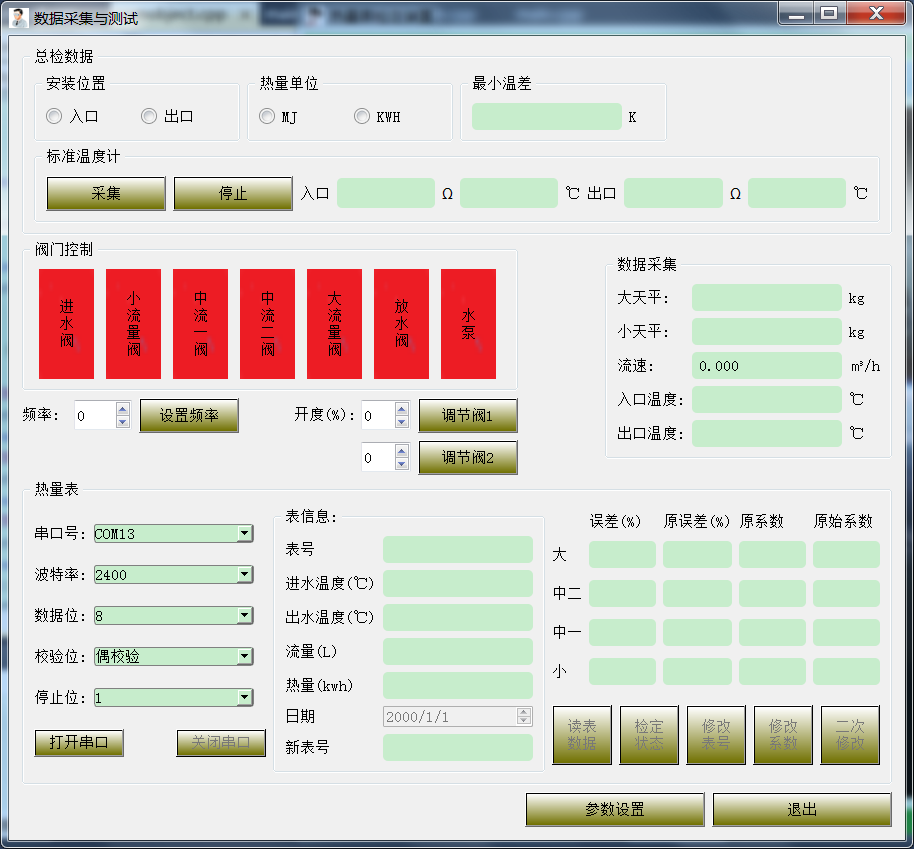 数据采集与测试
总检数据
安装位置 热量单位 最小温差
入口 出口 MJ KWH K
标准温度计
采集 停止 入口 Ω ℃ 出口 Ω ℃
阀门控制
进水阀 小流量阀 中流一阀 中流二阀 大流量阀 放水阀 水泵
频率: 0 设置频率 开度(%): 0 调节阀1
0 调节阀2
数据采集
大天平: kg
小天平: kg
流速: 0.000 m³/h
入口温度: ℃
出口温度: ℃
热量表
串口号: COM13
波特率: 2400
数据位: 8
校验位: 偶校验
停止位: 1
打开串口 关闭串口
表信息:
表号
进水温度(℃)
出水温度(℃)
流量(L)
热量(kwh)
日期 2000/1/1
新表号
误差(%) 原误差(%) 原系数 原始系数
大
中二
中一
小
读表数据 检定状态 修改表号 修改系数 二次修改
参数设置 退出